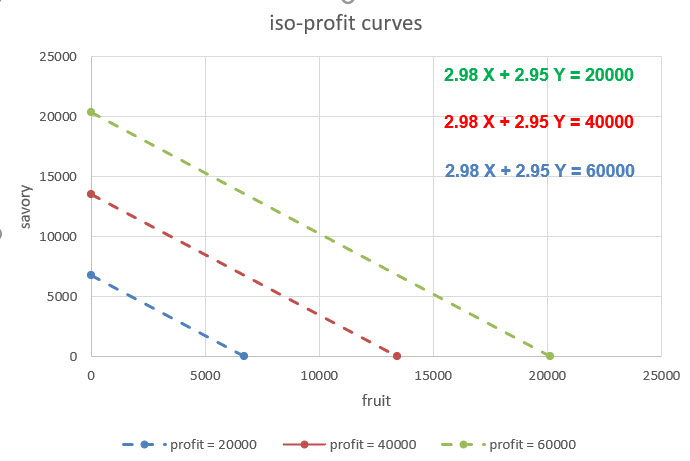 iso-profit curves
25000
2.98 X + 2.95 Y = 20000
20000
2.98 X + 2.95 Y = 40000
15000
2.98 X + 2.95 Y = 60000
savory
10000
5000
0
0 5000 10000 15000 20000 25000
fruit
profit = 20000 profit = 40000 profit = 60000